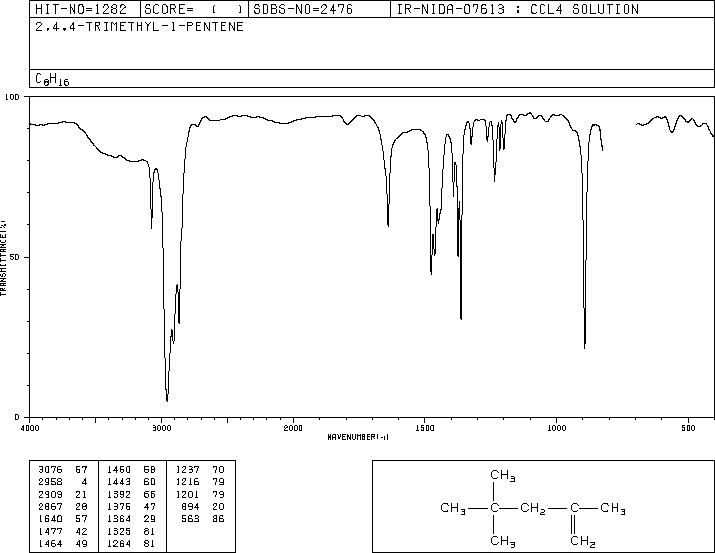 HIT-NO=1282 SCORE= ( ) SDBS-NO=2476 IR-NIDA-07613 : CCL4 SOLUTION
2,4,4-TRIMETHYL-1-PENTENE
C8H16
100
50
0
TRANSMITTANCE(%)
4000 3000 2000 1500 1000 500
WAVENUMBER(-1)
3076 57 1460 58 1237 70
2958 4 1443 60 1216 79
2909 21 1392 66 1201 79
2867 28 1376 47 894 20
1640 57 1364 29 563 86
1477 42 1325 81
1464 49 1264 81
CH3
CH3 C CH2 C CH3
CH3 CH2